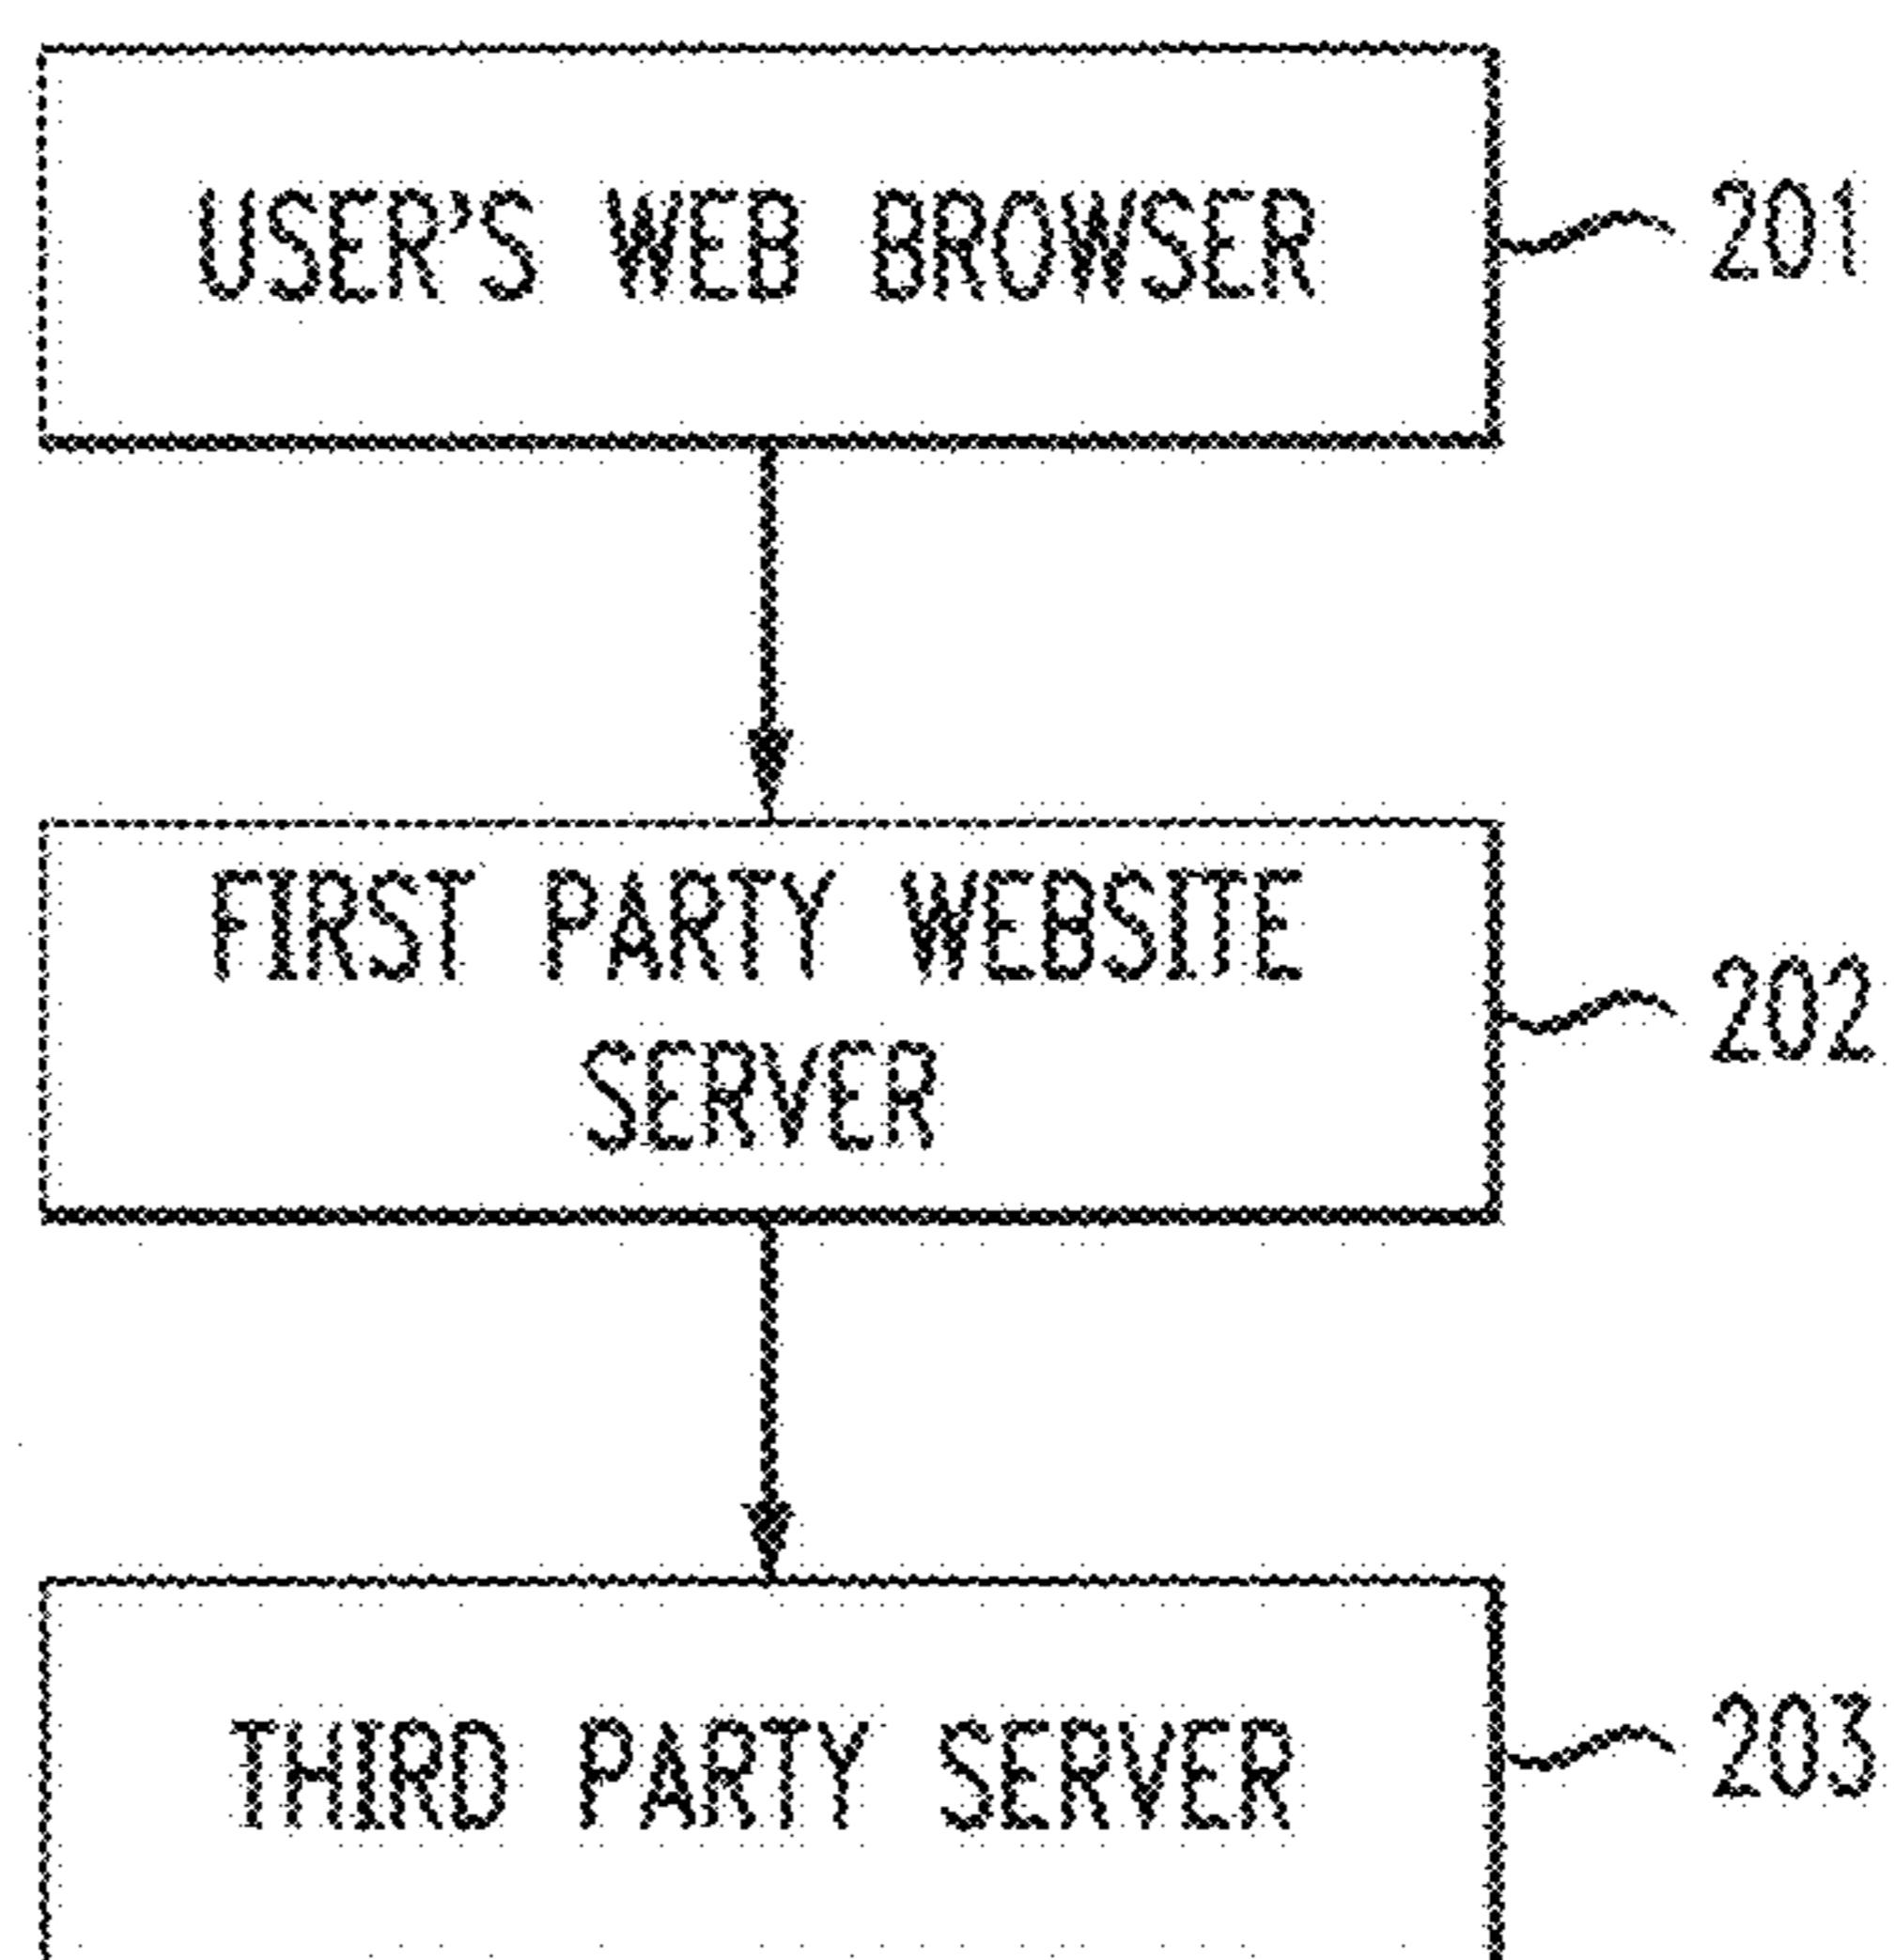 USER'S WEB BROWSER
201
FIRST PARTY WEBSITE
SERVER
202
THIRD PARTY SERVER
203